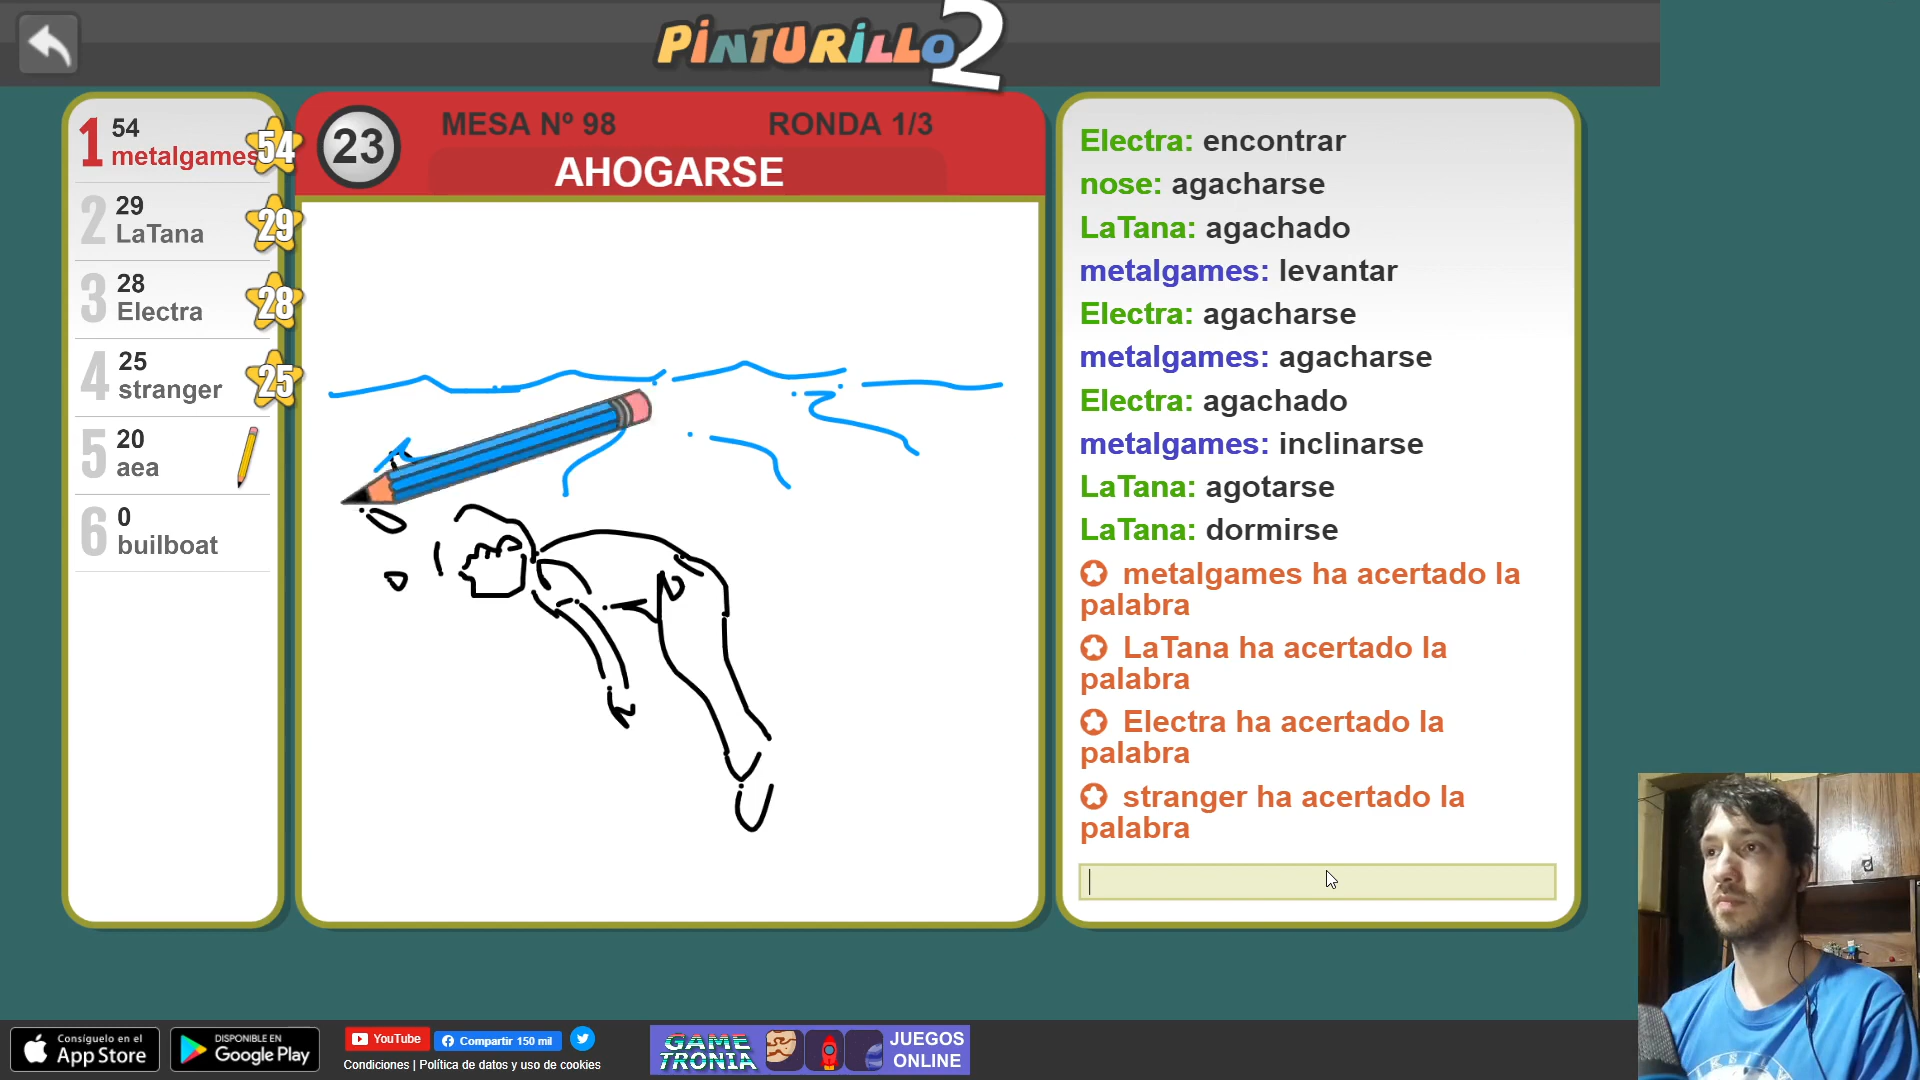 PiNTURiLLO 2
1 54 metalgames 54
2 29 LaTana 29
3 28 Electra 28
4 25 stranger 25
5 20 aea
6 0 builboat
23
MESA Nº 98
RONDA 1/3
AHOGARSE
Electra: encontrar
nose: agacharse
LaTana: agachado
metalgames: levantar
Electra: agacharse
metalgames: agacharse
Electra: agachado
metalgames: inclinarse
LaTana: agotarse
LaTana: dormirse
metalgames ha acertado la
palabra
LaTana ha acertado la
palabra
Electra ha acertado la
palabra
stranger ha acertado la
palabra
Consíguelo en el
App Store
DISPONIBLE EN
Google Play
YouTube
Compartir 150 mil
Condiciones | Política de datos y uso de cookies
GAME
TRONIA
JUEGOS
ONLINE